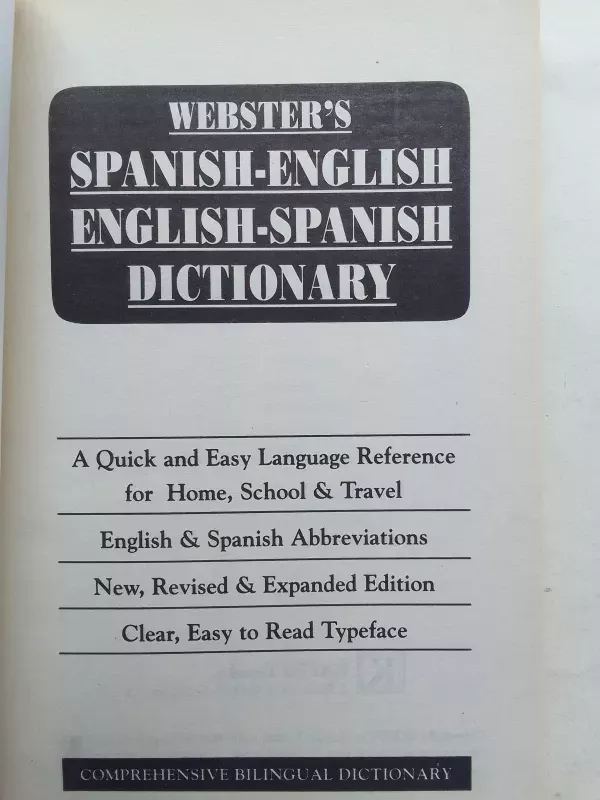 WEBSTER'S
SPANISH-ENGLISH
ENGLISH-SPANISH
DICTIONARY
A Quick and Easy Language Reference
for Home, School & Travel
English & Spanish Abbreviations
New, Revised & Expanded Edition
Clear, Easy to Read Typeface
COMPREHENSIVE BILINGUAL DICTIONARY